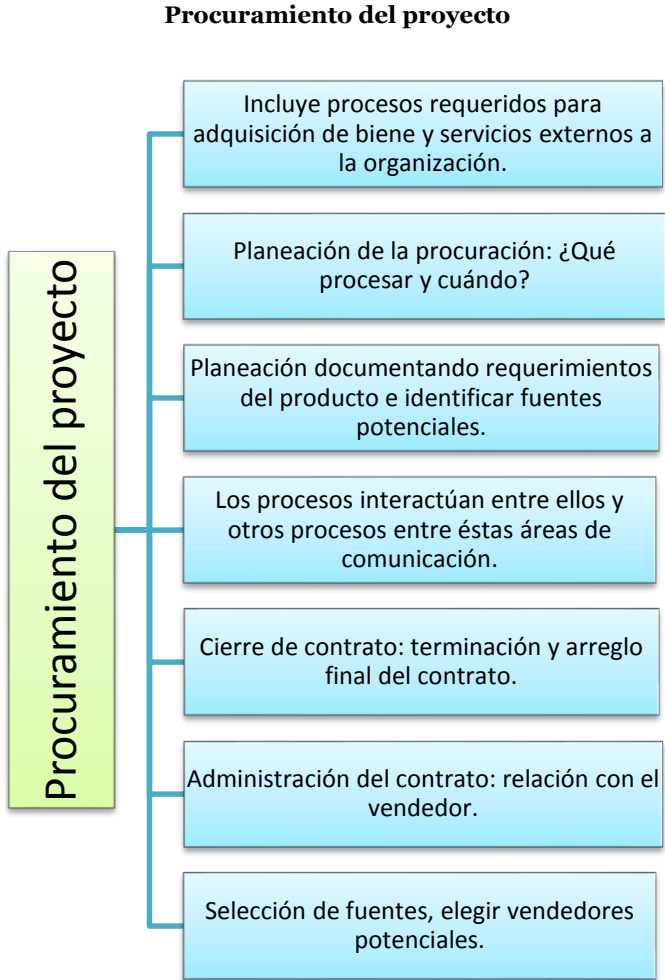 Procuramiento del proyecto
Procuramiento del proyecto
Incluye procesos requeridos para
adquisición de biene y servicios externos a
la organización.
Planeación de la procuración: ¿Qué
procesar y cuándo?
Planeación documentando requerimientos
del producto e identificar fuentes
potenciales.
Los procesos interactúan entre ellos y
otros procesos entre éstas áreas de
comunicación.
Cierre de contrato: terminación y arreglo
final del contrato.
Administración del contrato: relación con el
vendedor.
Selección de fuentes, elegir vendedores
potenciales.